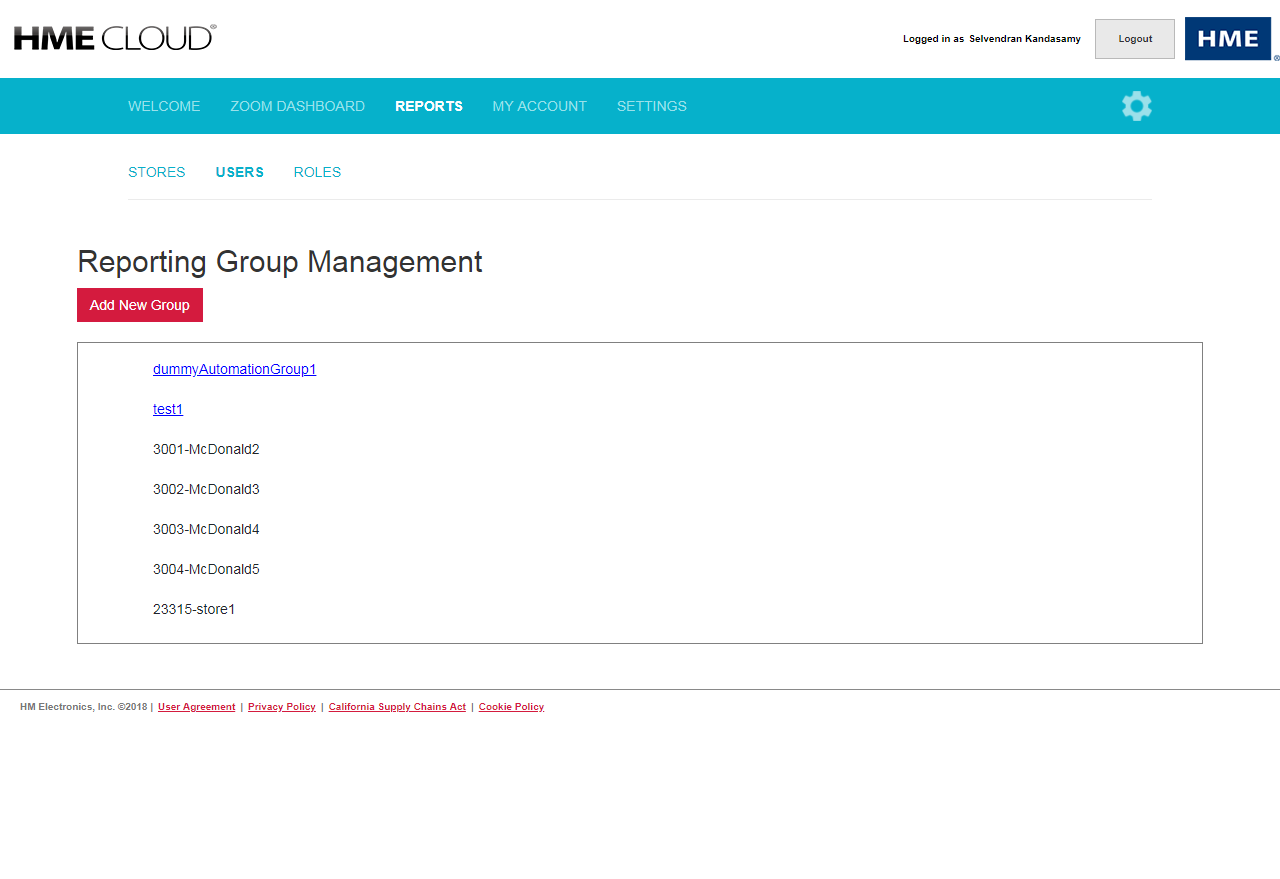 HME CLOUD®
Logged in as Selvendran Kandasamy
Logout
HME®
WELCOME ZOOM DASHBOARD REPORTS MY ACCOUNT SETTINGS
STORES USERS ROLES
Reporting Group Management
Add New Group
dummyAutomationGroup1
test1
3001-McDonald2
3002-McDonald3
3003-McDonald4
3004-McDonald5
23315-store1
HM Electronics, Inc. ©2018 | User Agreement | Privacy Policy | California Supply Chains Act | Cookie Policy